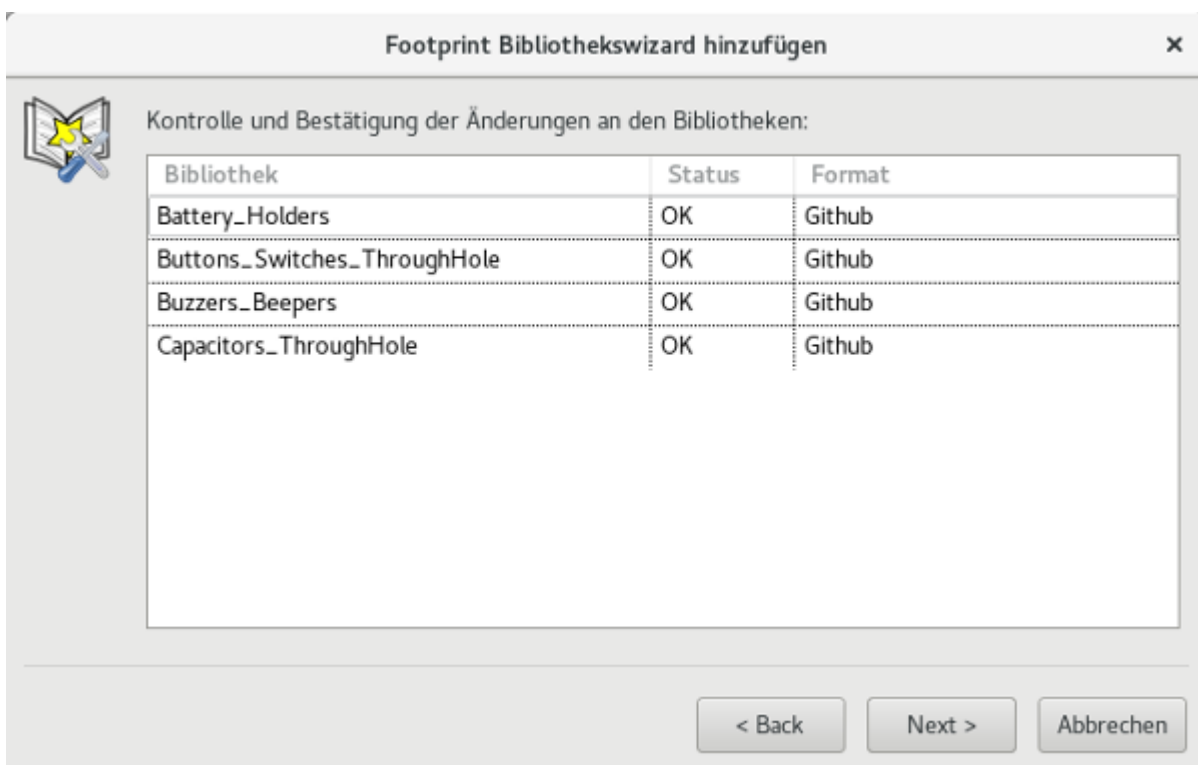 Footprint Bibliothekswizard hinzufügen
Kontrolle und Bestätigung der Änderungen an den Bibliotheken:
Bibliothek Status Format
Battery_Holders OK Github
Buttons_Switches_ThroughHole OK Github
Buzzers_Beepers OK Github
Capacitors_ThroughHole OK Github
< Back Next > Abbrechen